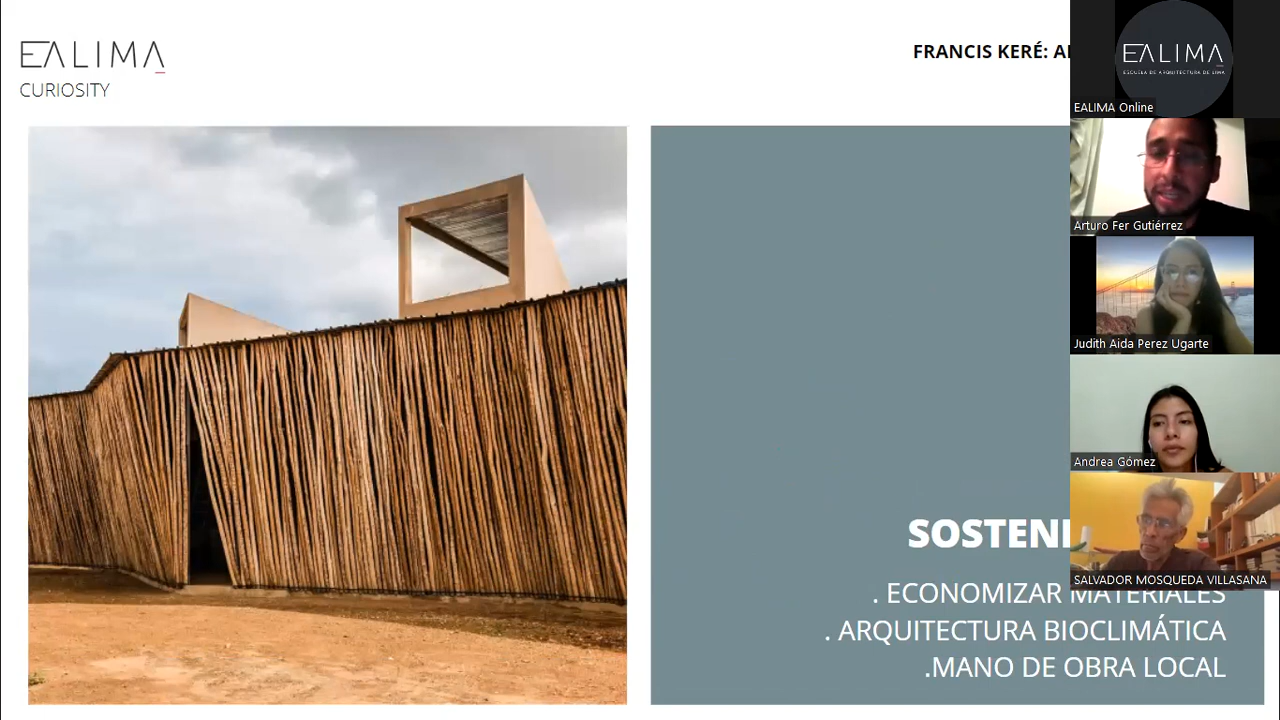 EALIMA
CURIOSITY
FRANCIS KERÉ: A
EALIMA
ESCUELA DE ARQUITECTURA DE LIMA
EALIMA Online
Arturo Fer Gutiérrez
Judith Aida Perez Ugarte
Andrea Gómez
SALVADOR MOSQUEDA VILLASANA
SOSTENI
. ECONOMIZAR MATERIALES
. ARQUITECTURA BIOCLIMÁTICA
.MANO DE OBRA LOCAL